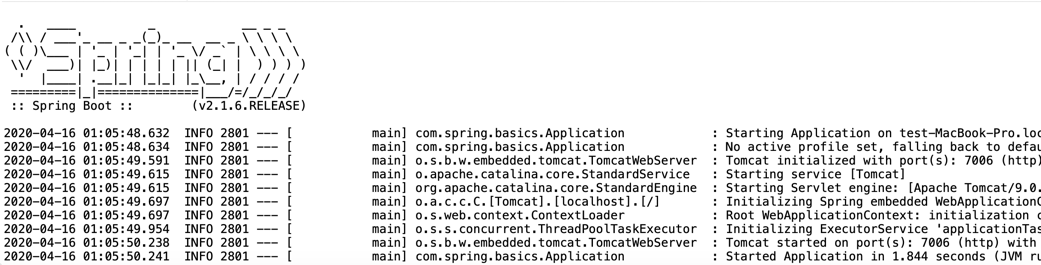 .   ____          _            __ _ _
 /\\ / ___'_ __ _ _(_)_ __  __ _ \ \ \ \
( ( )\___ | '_ | '_| | '_ \/ _` | \ \ \ \
 \\/  ___)| |_)| | | | | || (_| |  ) ) ) )
  '  |____| .__|_| |_|_| |_\__, | / / / /
 =========|_|==============|___/=/_/_/_/
 :: Spring Boot ::        (v2.1.6.RELEASE)
2020-04-16 01:05:48.632  INFO 2801 --- [           main] com.spring.basics.Application            : Starting Application on test-MacBook-Pro.loc
2020-04-16 01:05:48.634  INFO 2801 --- [           main] com.spring.basics.Application            : No active profile set, falling back to defau
2020-04-16 01:05:49.591  INFO 2801 --- [           main] o.s.b.w.embedded.tomcat.TomcatWebServer  : Tomcat initialized with port(s): 7006 (http)
2020-04-16 01:05:49.615  INFO 2801 --- [           main] o.apache.catalina.core.StandardService   : Starting service [Tomcat]
2020-04-16 01:05:49.615  INFO 2801 --- [           main] org.apache.catalina.core.StandardEngine  : Starting Servlet engine: [Apache Tomcat/9.0.
2020-04-16 01:05:49.697  INFO 2801 --- [           main] o.a.c.c.C.[Tomcat].[localhost].[/]       : Initializing Spring embedded WebApplicationC
2020-04-16 01:05:49.697  INFO 2801 --- [           main] o.s.web.context.ContextLoader            : Root WebApplicationContext: initialization c
2020-04-16 01:05:49.954  INFO 2801 --- [           main] o.s.s.concurrent.ThreadPoolTaskExecutor  : Initializing ExecutorService 'applicationTas
2020-04-16 01:05:50.238  INFO 2801 --- [           main] o.s.b.w.embedded.tomcat.TomcatWebServer  : Tomcat started on port(s): 7006 (http) with
2020-04-16 01:05:50.241  INFO 2801 --- [           main] com.spring.basics.Application            : Started Application in 1.844 seconds (JVM ru